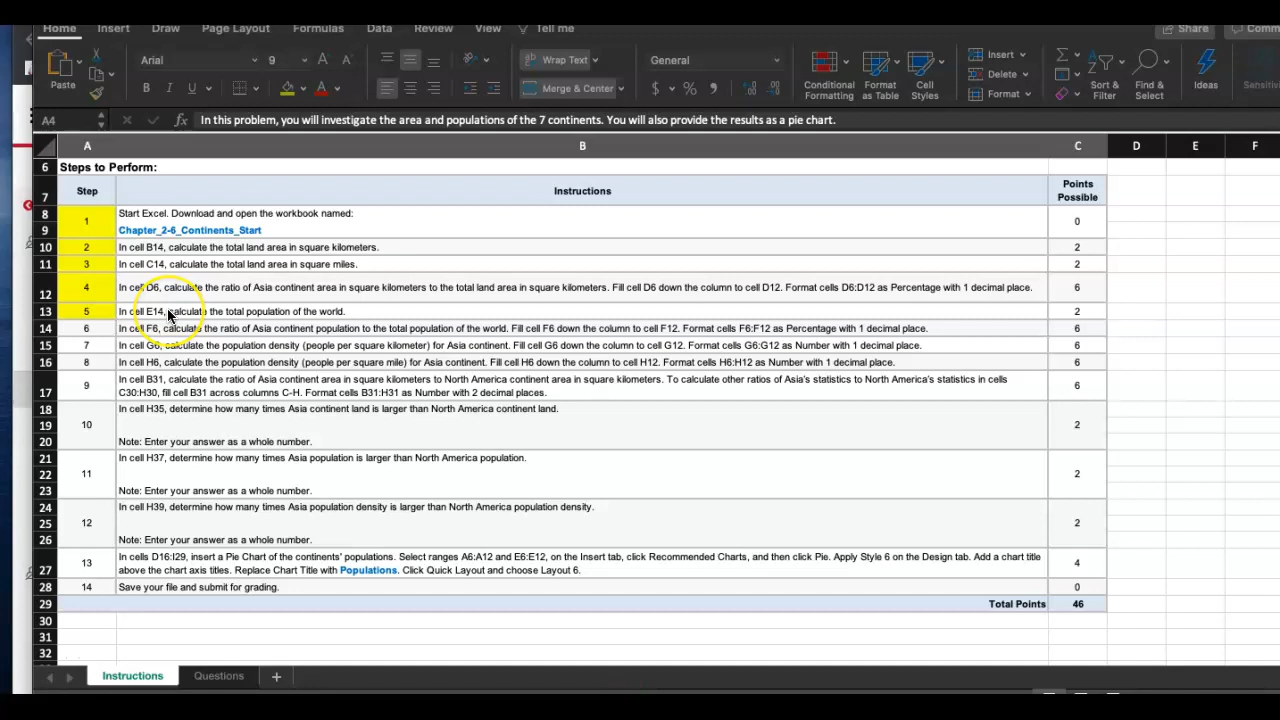 Home Insert Draw Page Layout Formulas Data Review View Tell me Share
Arial 9 A A Wrap Text General Insert
Paste Delete
B I U A Merge & Center $ % Conditional Formatting Format as Table Cell Styles Format Sort & Filter Find & Select Ideas
A4 fx In this problem, you will investigate the area and populations of the 7 continents. You will also provide the results as a pie chart.
A B C D E F
6 Steps to Perform:
7 Step Instructions Points Possible
8 1 Start Excel. Download and open the workbook named: 0
9 Chapter_2-6_Continents_Start
10 2 In cell B14, calculate the total land area in square kilometers. 2
11 3 In cell C14, calculate the total land area in square miles. 2
12 4 In cell D6, calculate the ratio of Asia continent area in square kilometers to the total land area in square kilometers. Fill cell D6 down the column to cell D12. Format cells D6:D12 as Percentage with 1 decimal place. 6
13 5 In cell E14, calculate the total population of the world. 2
14 6 In cell F6, calculate the ratio of Asia continent population to the total population of the world. Fill cell F6 down the column to cell F12. Format cells F6:F12 as Percentage with 1 decimal place. 6
15 7 In cell G6, calculate the population density (people per square kilometer) for Asia continent. Fill cell G6 down the column to cell G12. Format cells G6:G12 as Number with 1 decimal place. 6
16 8 In cell H6, calculate the population density (people per square mile) for Asia continent. Fill cell H6 down the column to cell H12. Format cells H6:H12 as Number with 1 decimal place. 6
9 In cell B31, calculate the ratio of Asia continent area in square kilometers to North America continent area in square kilometers. To calculate other ratios of Asia's statistics to North America's statistics in cells 6
17 C30:H30, fill cell B31 across columns C-H. Format cells B31:H31 as Number with 2 decimal places.
18 In cell H35, determine how many times Asia continent land is larger than North America continent land.
19 10 2
20 Note: Enter your answer as a whole number.
21 In cell H37, determine how many times Asia population is larger than North America population.
22 11 2
23 Note: Enter your answer as a whole number.
24 In cell H39, determine how many times Asia population density is larger than North America population density.
25 12 2
26 Note: Enter your answer as a whole number.
13 In cells D16:I29, insert a Pie Chart of the continents' populations. Select ranges A6:A12 and E6:E12, on the Insert tab, click Recommended Charts, and then click Pie. Apply Style 6 on the Design tab. Add a chart title 4
27 above the chart axis titles. Replace Chart Title with Populations. Click Quick Layout and choose Layout 6.
28 14 Save your file and submit for grading. 0
29 Total Points 46
30
31
32
Instructions Questions +